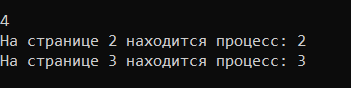 4
На странице 2 находится процесс: 2
На странице 3 находится процесс: 3